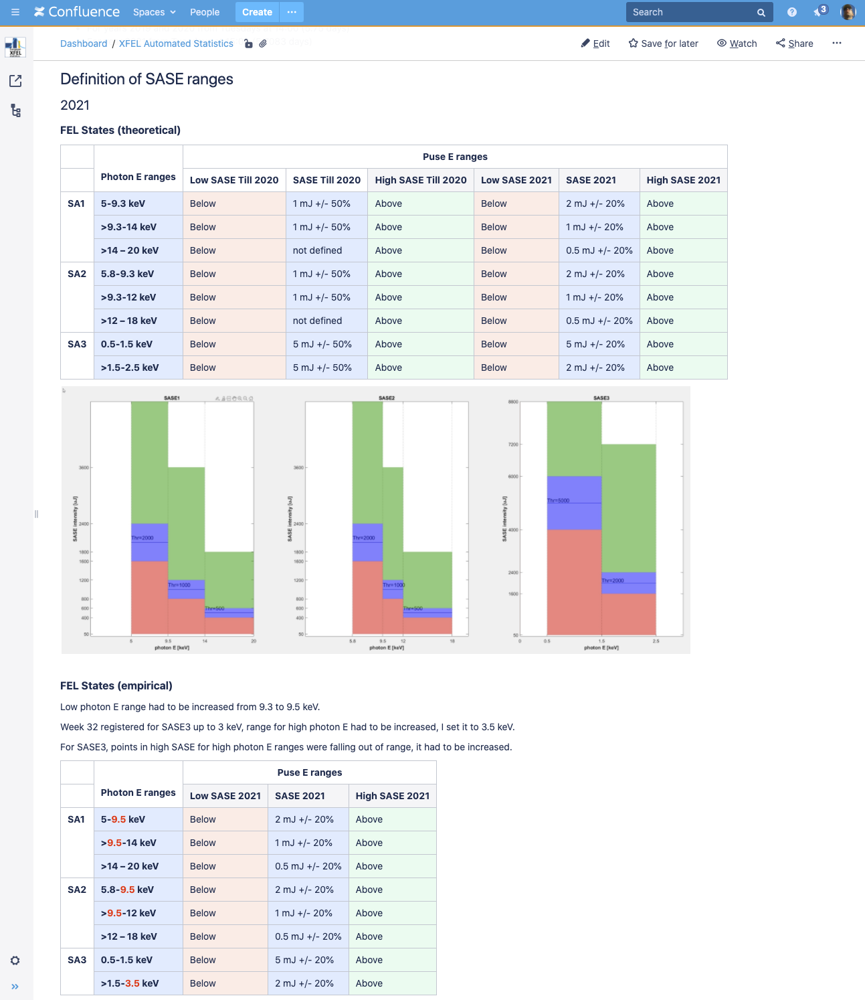 Confluence Spaces People Create ··· Search 3
Dashboard / XFEL Automated Statistics Edit Save for later Watch Share ···
XFEL
Definition of SASE ranges
2021
FEL States (theoretical)
Puse E ranges
Photon E ranges Low SASE Till 2020 SASE Till 2020 High SASE Till 2020 Low SASE 2021 SASE 2021 High SASE 2021
SA1 5-9.3 keV Below 1 mJ +/- 50% Above Below 2 mJ +/- 20% Above
>9.3-14 keV Below 1 mJ +/- 50% Above Below 1 mJ +/- 20% Above
>14 – 20 keV Below not defined Above Below 0.5 mJ +/- 20% Above
SA2 5.8-9.3 keV Below 1 mJ +/- 50% Above Below 2 mJ +/- 20% Above
>9.3-12 keV Below 1 mJ +/- 50% Above Below 1 mJ +/- 20% Above
>12 – 18 keV Below not defined Above Below 0.5 mJ +/- 20% Above
SA3 0.5-1.5 keV Below 5 mJ +/- 50% Above Below 5 mJ +/- 20% Above
>1.5-2.5 keV Below 5 mJ +/- 50% Above Below 2 mJ +/- 20% Above
SASE1
SASE intensity [uJ]
3600
2400
1800
1600
1200
800
600
400
50
Thr=2000
Thr=1000
Thr=500
5 9.5 14 20
photon E [keV]
SASE2
SASE intensity [uJ]
3600
2400
1800
1600
1200
800
600
400
50
Thr=2000
Thr=1000
Thr=500
5.8 9.5 12 18
photon E [keV]
SASE3
SASE intensity [uJ]
8800
7200
6000
4000
2400
1600
50
Thr=5000
Thr=2000
0 0.5 1.5 2.5
photon E [keV]
FEL States (empirical)
Low photon E range had to be increased from 9.3 to 9.5 keV.
Week 32 registered for SASE3 up to 3 keV, range for high photon E had to be increased, I set it to 3.5 keV.
For SASE3, points in high SASE for high photon E ranges were falling out of range, it had to be increased.
Puse E ranges
Photon E ranges Low SASE 2021 SASE 2021 High SASE 2021
SA1 5-9.5 keV Below 2 mJ +/- 20% Above
>9.5-14 keV Below 1 mJ +/- 20% Above
>14 – 20 keV Below 0.5 mJ +/- 20% Above
SA2 5.8-9.5 keV Below 2 mJ +/- 20% Above
>9.5-12 keV Below 1 mJ +/- 20% Above
>12 – 18 keV Below 0.5 mJ +/- 20% Above
SA3 0.5-1.5 keV Below 5 mJ +/- 20% Above
>1.5-3.5 keV Below 2 mJ +/- 20% Above